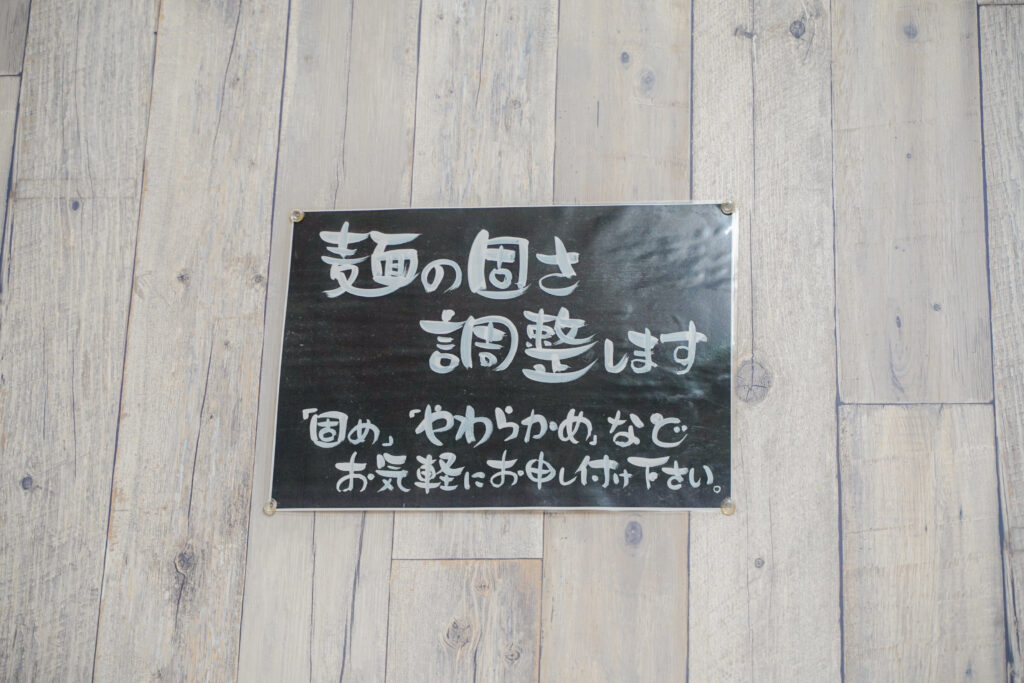 麺の固さ
調整します
「固め」「やわらかめ」など
お気軽にお申し付け下さい。